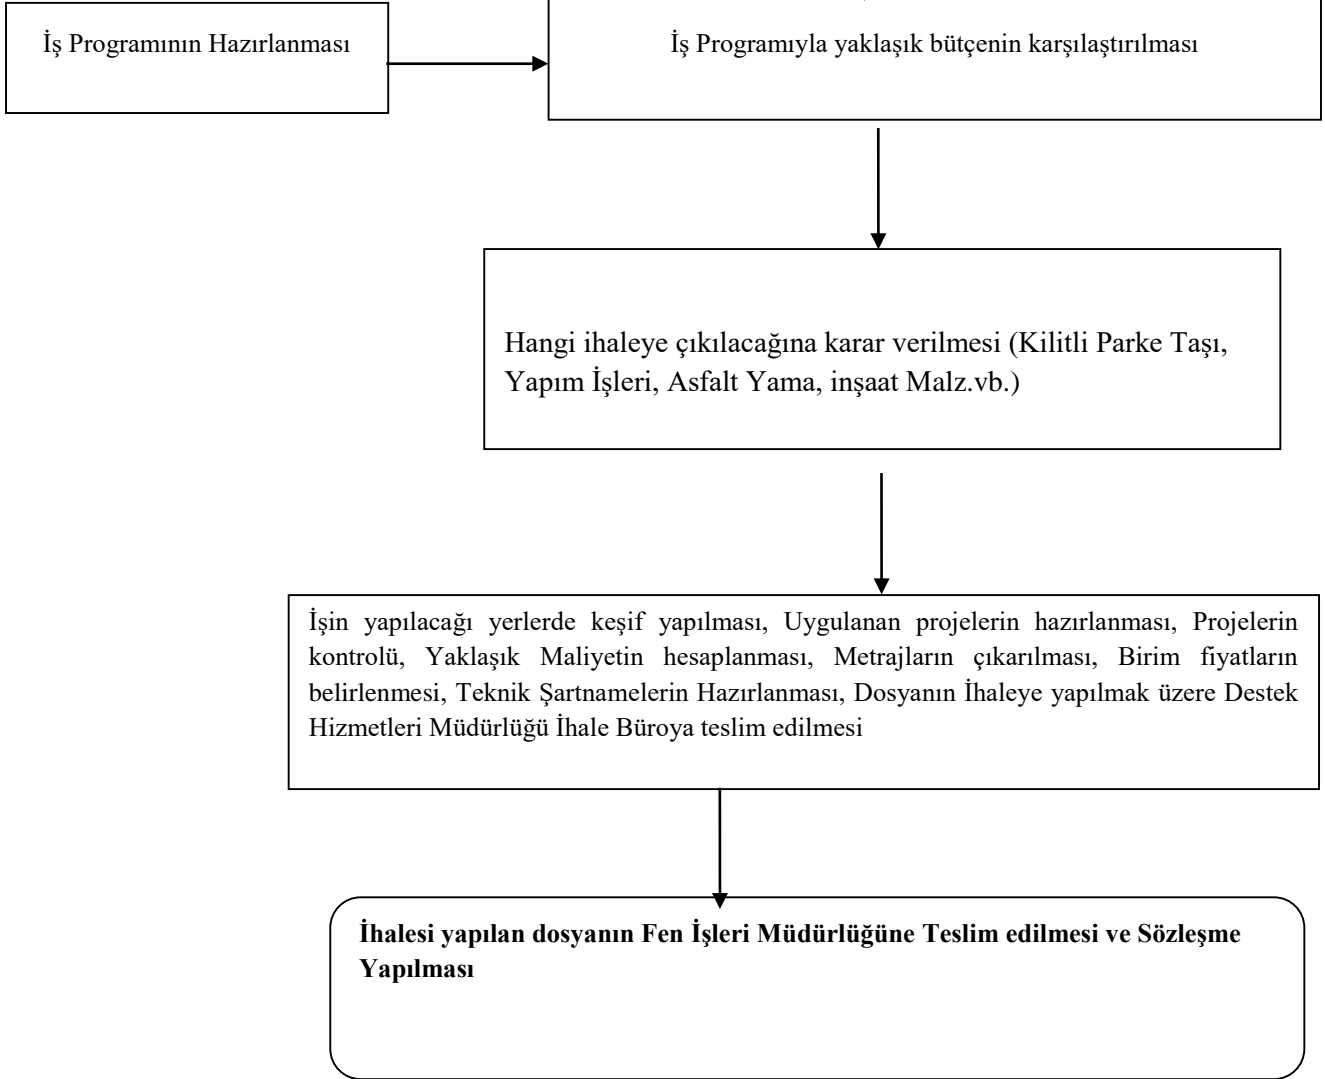 İş Programının Hazırlanması
İş Programıyla yaklaşık bütçenin karşılaştırılması
Hangi ihaleye çıkılacağına karar verilmesi (Kilitli Parke Taşı,
Yapım İşleri, Asfalt Yama, inşaat Malz.vb.)
İşin yapılacağı yerlerde keşif yapılması, Uygulanan projelerin hazırlanması, Projelerin
kontrolü, Yaklaşık Maliyetin hesaplanması, Metrajların çıkarılması, Birim fiyatların
belirlenmesi, Teknik Şartnamelerin Hazırlanması, Dosyanın İhaleye yapılmak üzere Destek
Hizmetleri Müdürlüğü İhale Büroya teslim edilmesi
İhalesi yapılan dosyanın Fen İşleri Müdürlüğüne Teslim edilmesi ve Sözleşme
Yapılması